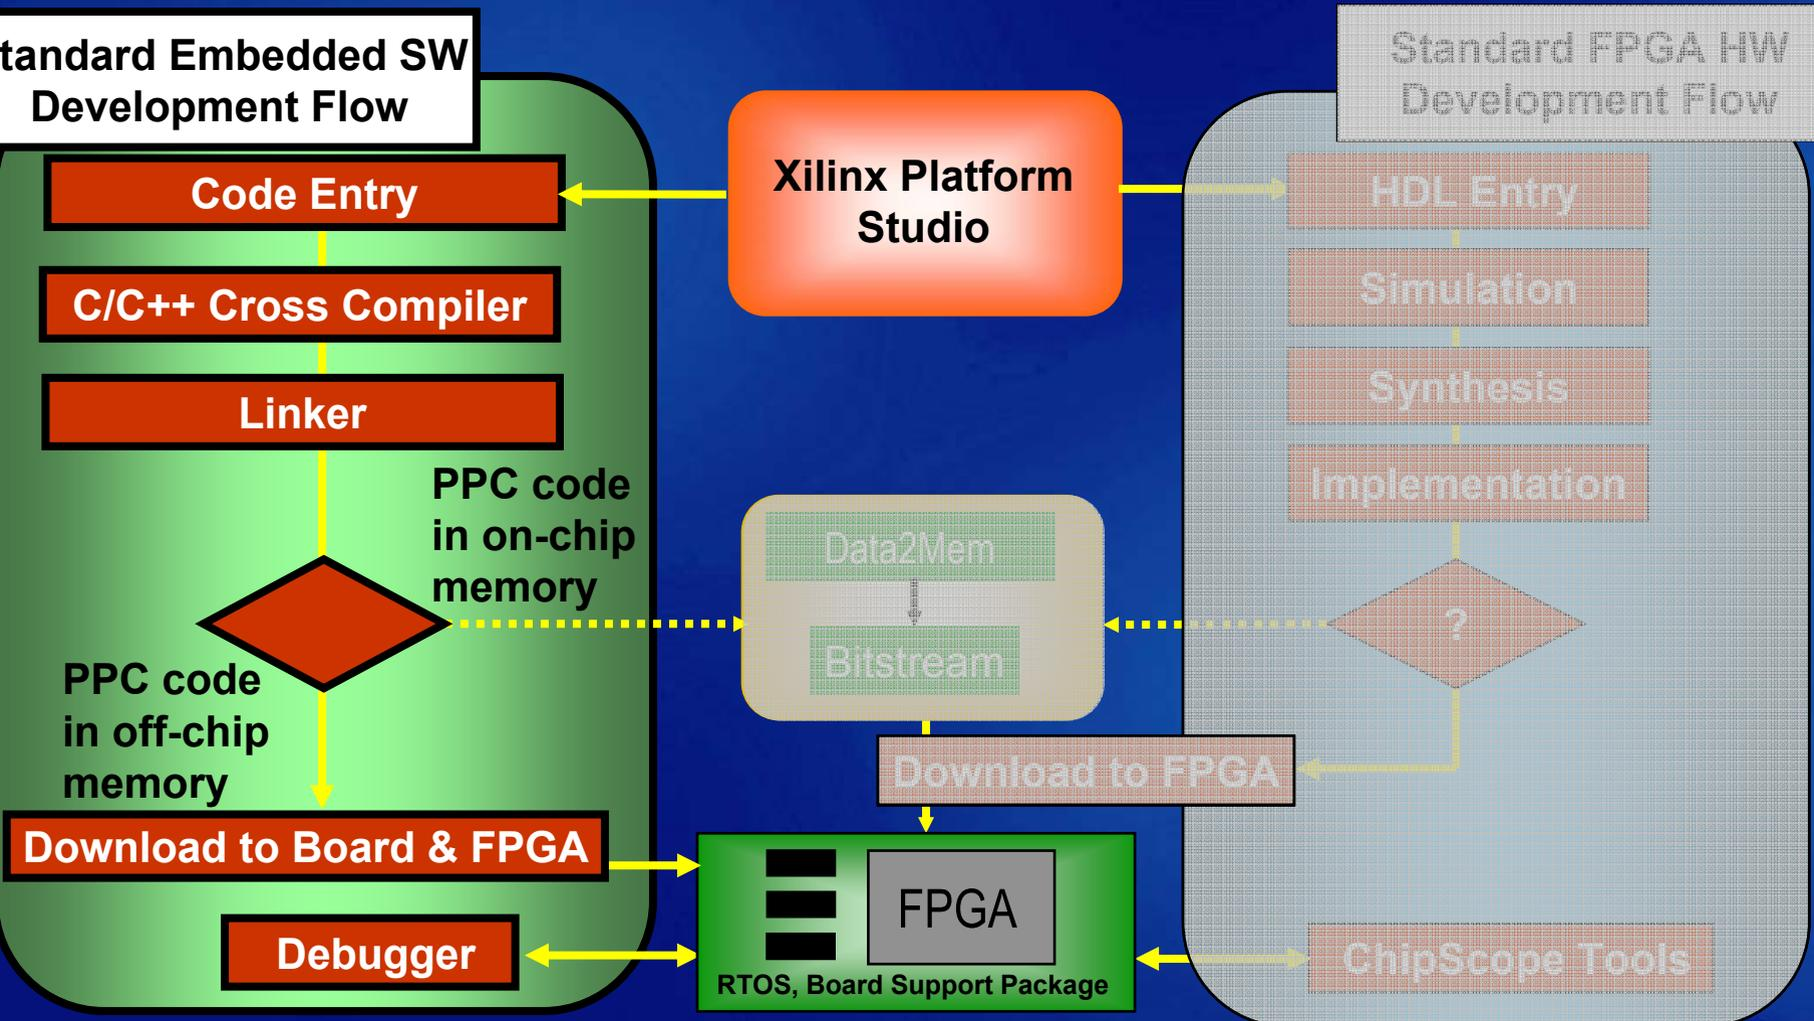 tandard Embedded SW
Development Flow
Code Entry
C/C++ Cross Compiler
Linker
PPC code
in on-chip
memory
PPC code
in off-chip
memory
Download to Board & FPGA
Debugger
Xilinx Platform
Studio
Data2Mem
Bitstream
Download to FPGA
FPGA
RTOS, Board Support Package
Standard FPGA HW
Development Flow
HDL Entry
Simulation
Synthesis
Implementation
?
ChipScope Tools